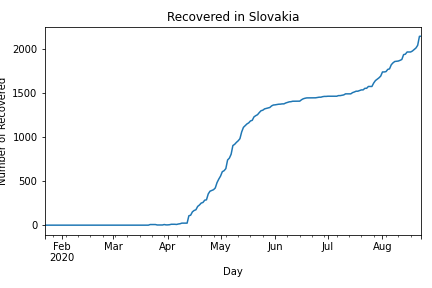 Recovered in Slovakia
Number of Recovered
2000
1500
1000
500
0
Feb
2020
Mar
Apr
May
Jun
Jul
Aug
Day